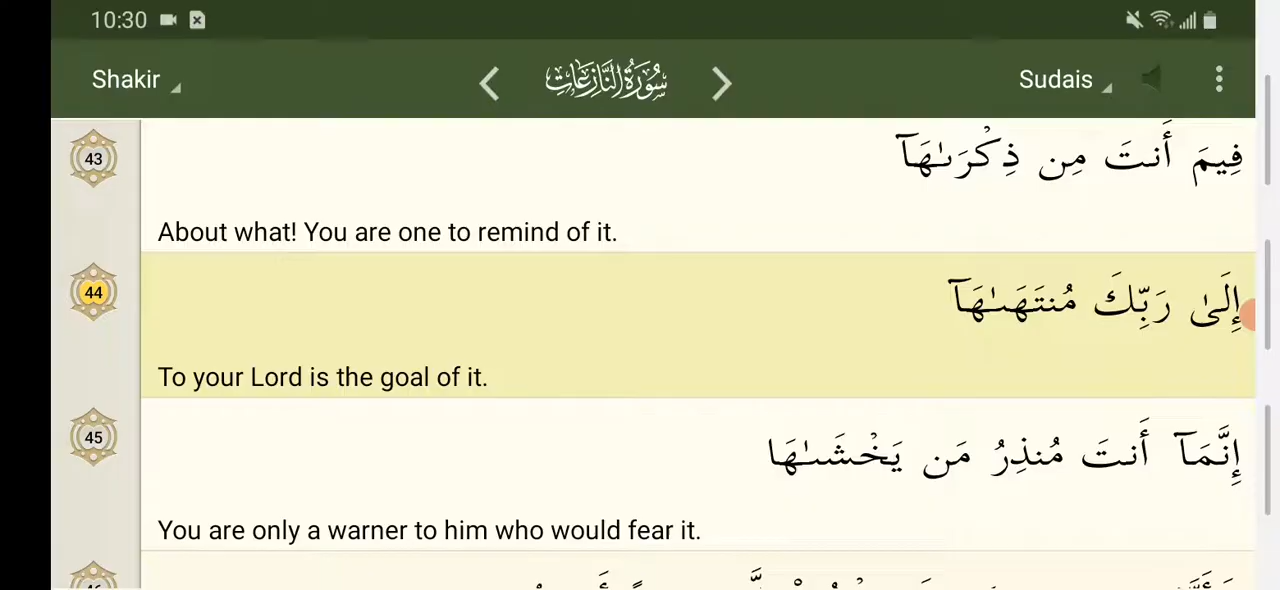 10:30
Shakir
سُورَةُ النَّازِعَاتِ
Sudais
43
فِيمَ أَنتَ مِن ذِكْرَىٰهَآ
About what! You are one to remind of it.
44
إِلَىٰ رَبِّكَ مُنتَهَىٰهَآ
To your Lord is the goal of it.
45
إِنَّمَآ أَنتَ مُنذِرُ مَن يَخْشَىٰهَا
You are only a warner to him who would fear it.